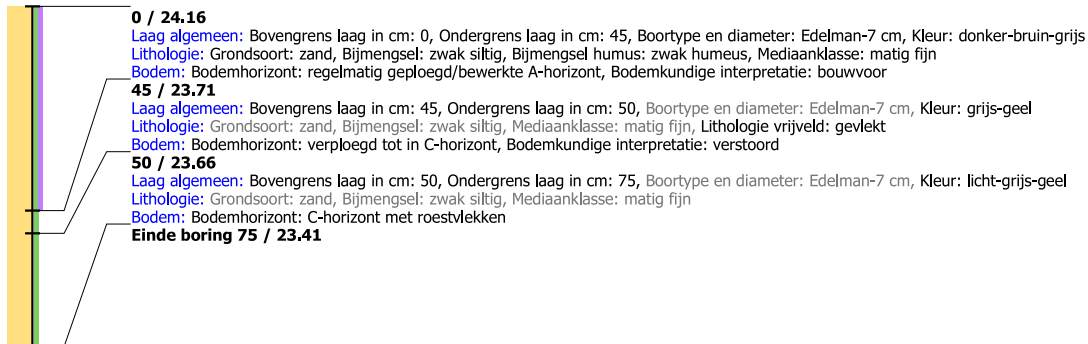 0 / 24.16
Laag algemeen: Bovengrens laag in cm: 0, Ondergrens laag in cm: 45, Boortype en diameter: Edelman-7 cm, Kleur: donker-bruin-grijs
Lithologie: Grondsoort: zand, Bijmengsel: zwak siltig, Bijmengsel humus: zwak humeus, Mediaanklasse: matig fijn
Bodem: Bodemhorizont: regelmatig geploegd/bewerkte A-horizont, Bodemkundige interpretatie: bouwvoor
45 / 23.71
Laag algemeen: Bovengrens laag in cm: 45, Ondergrens laag in cm: 50, Boortype en diameter: Edelman-7 cm, Kleur: grijs-geel
Lithologie: Grondsoort: zand, Bijmengsel: zwak siltig, Mediaanklasse: matig fijn, Lithologie vrijveld: gevlekt
Bodem: Bodemhorizont: verploegd tot in C-horizont, Bodemkundige interpretatie: verstoord
50 / 23.66
Laag algemeen: Bovengrens laag in cm: 50, Ondergrens laag in cm: 75, Boortype en diameter: Edelman-7 cm, Kleur: licht-grijs-geel
Lithologie: Grondsoort: zand, Bijmengsel: zwak siltig, Mediaanklasse: matig fijn
Bodem: Bodemhorizont: C-horizont met roestvlekken
Einde boring 75 / 23.41